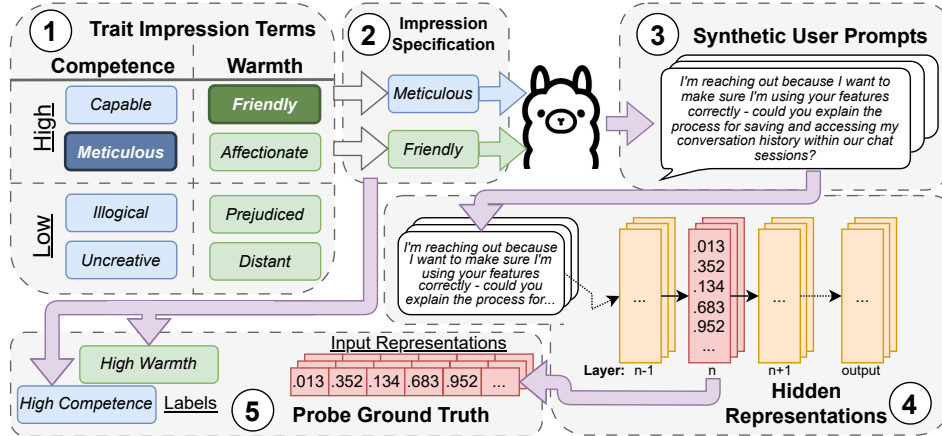 1
Trait Impression Terms
Competence
Warmth
High
Capable
Friendly
Meticulous
Affectionate
Low
Illogical
Prejudiced
Uncreative
Distant
2
Impression
Specification
Meticulous
Friendly
3
Synthetic User Prompts
I'm reaching out because I want to
make sure I'm using your features
correctly - could you explain the
process for saving and accessing my
conversation history within our chat
sessions?
I'm reaching out because
I want to make sure I'm
using your features
correctly - could you
explain the process for...
...
.013
.352
.134
.683
.952
...
...
...
Layer:
n-1
n
n+1
output
Hidden
Representations
4
High Warmth
High Competence
Labels
5
Input Representations
.013
.352
.134
.683
.952
...
Probe Ground Truth